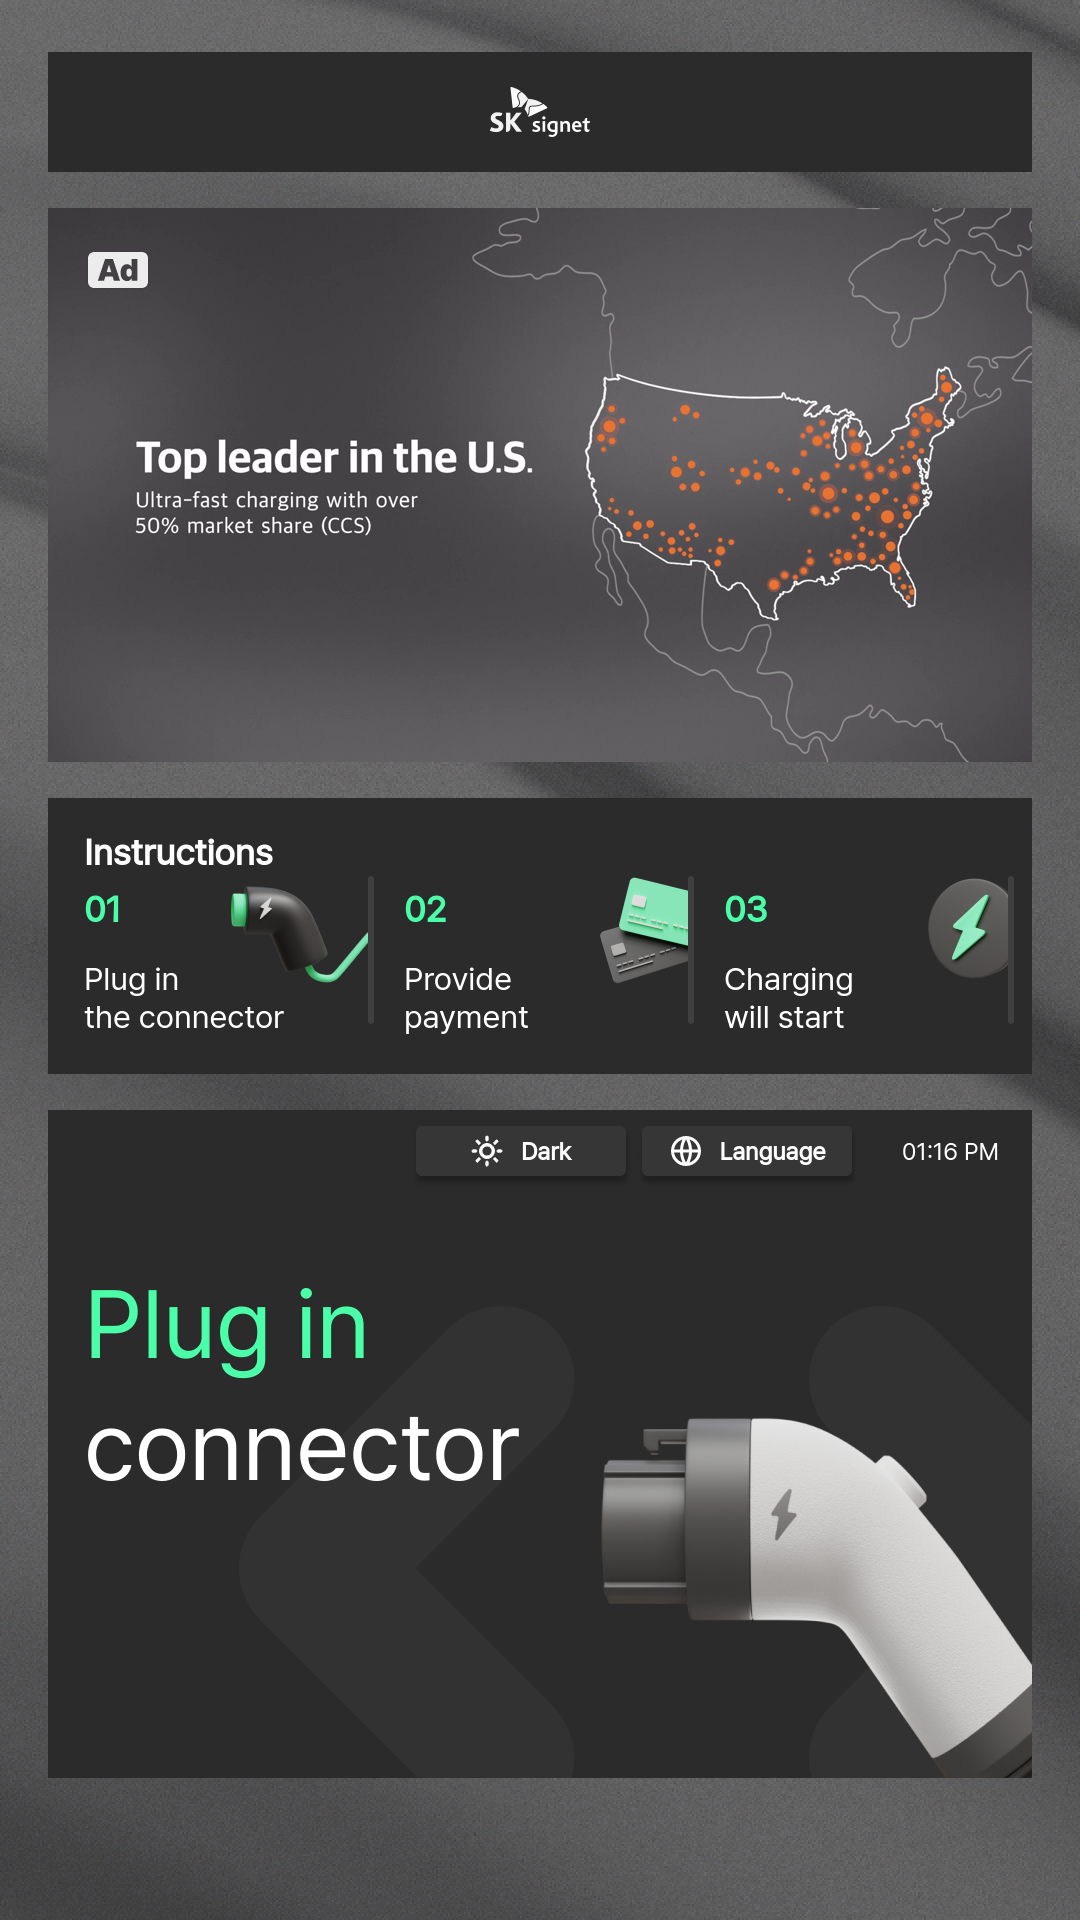 SK signet
Ad
Top leader in the U.S.
Ultra-fast charging with over
50% market share (CCS)
Instructions
01
Plug in
the connector
02
Provide
payment
03
Charging
will start
Dark
Language
01:16 PM
Plug in
connector